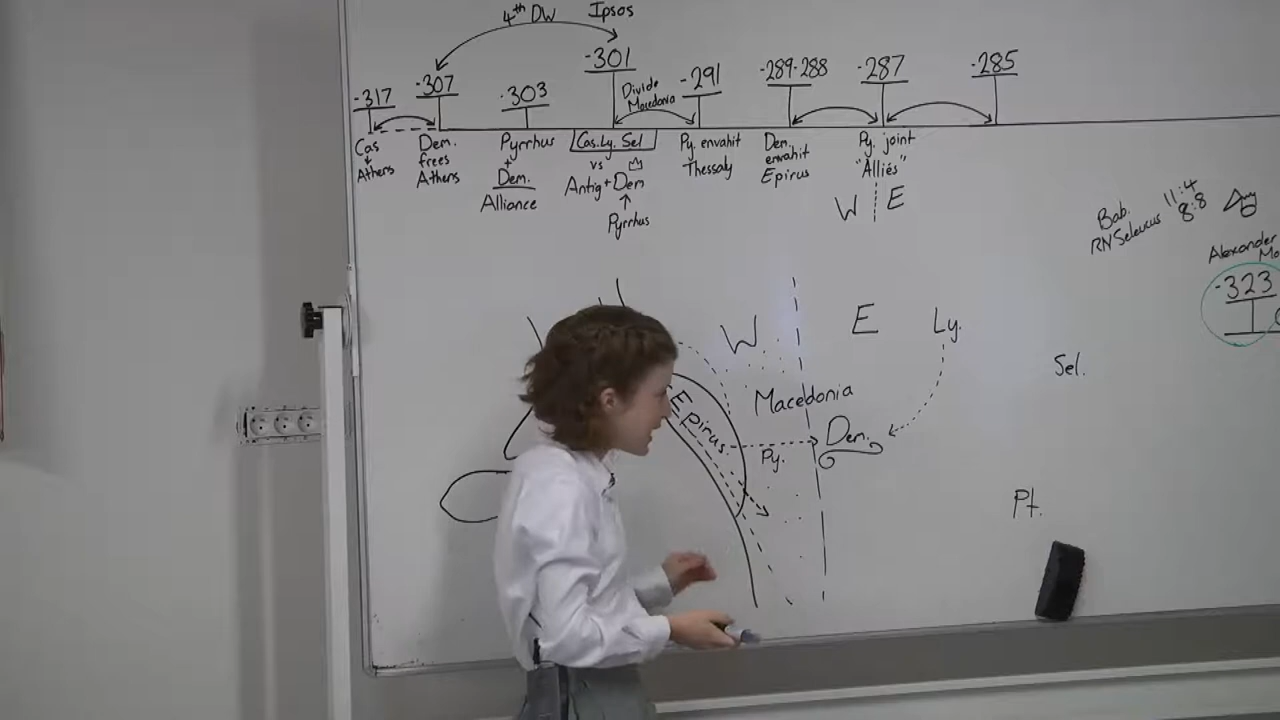 4th DW
Ipsos
-317
-307
-303
-301
-291
-289-288
-287
-285
Divide
Macedonia
Cas
Athens
Dem.
frees
Athens
Pyrrhus
+
Dem.
Alliance
Cas. Ly. Sel
vs
Antig+Dem
Pyrrhus
Py. envahit
Thessaly
Dem.
envahit
Epirus
Py. joint
"Alliés"
W E
Bab. 11:4
RN Seleucus 8:8
Alexander
-323
W E Ly.
Sel.
Macedonia
Epirus
Dem.
Py.
Pt.